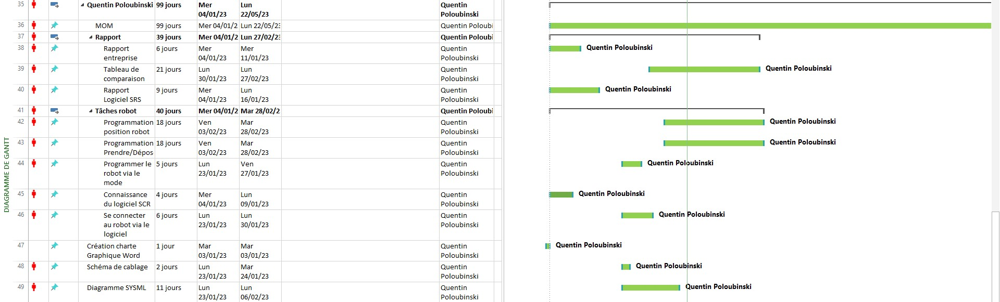 DIAGRAMME DE GANTT
35 Quentin Poloubinski 99 jours Mer 04/01/23 Lun 22/05/23 Quentin Poloubinski
36 MOM 99 jours Mer 04/01/2 Lun 22/05/23 Quentin Poloubi
37 Rapport 39 jours Mer 04/01/2 Lun 27/02/23 Quentin Poloubi
38 Rapport entreprise 6 jours Mer 04/01/23 Mer 11/01/23 Quentin Poloubinski Quentin Poloubinski
39 Tableau de comparaison 21 jours Lun 30/01/23 Lun 27/02/23 Quentin Poloubinski Quentin Poloubinski
40 Rapport Logiciel SRS 9 jours Mer 04/01/23 Lun 16/01/23 Quentin Poloubinski Quentin Poloubinski
41 Tâches robot 40 jours Mer 04/01/2 Mar 28/02/2 Quentin Poloubi
42 Programmation position robot 18 jours Ven 03/02/23 Mar 28/02/23 Quentin Poloubinski Quentin Poloubinski
43 Programmation Prendre/Dépos 18 jours Ven 03/02/23 Mar 28/02/23 Quentin Poloubinski Quentin Poloubinski
44 Programmer le robot via le mode 5 jours Lun 23/01/23 Ven 27/01/23 Quentin Poloubinski Quentin Poloubinski
45 Connaissance du logiciel SCR 4 jours Mer 04/01/23 Lun 09/01/23 Quentin Poloubinski Quentin Poloubinski
46 Se connecter au robot via le logiciel 6 jours Lun 23/01/23 Lun 30/01/23 Quentin Poloubinski Quentin Poloubinski
47 Création charte Graphique Word 1 jour Mar 03/01/23 Mar 03/01/23 Quentin Poloubinski Quentin Poloubinski
48 Schéma de cablage 2 jours Lun 23/01/23 Mar 24/01/23 Quentin Poloubinski Quentin Poloubinski
49 Diagramme SYSML 11 jours Lun 23/01/23 Lun 06/02/23 Quentin Poloubinski Quentin Poloubinski